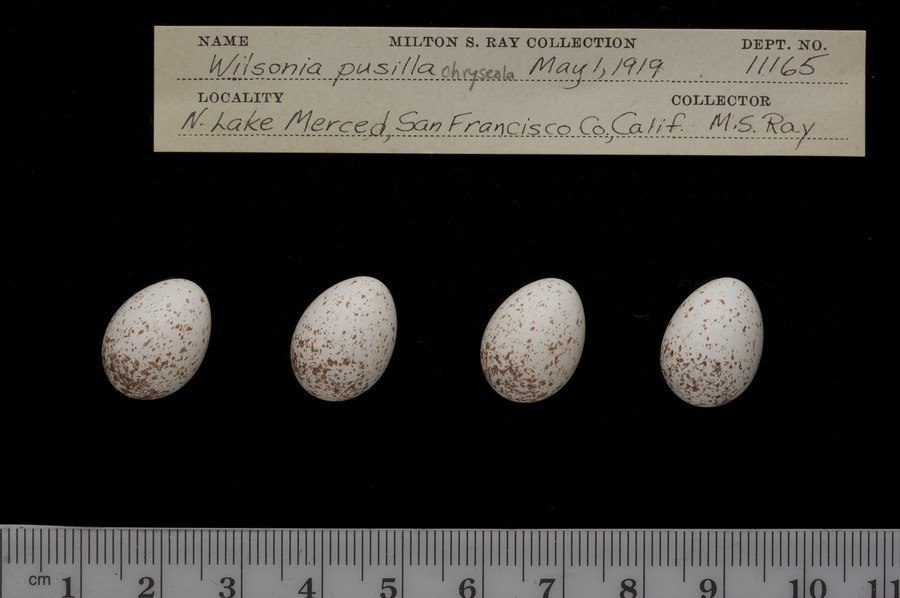 NAME MILTON S. RAY COLLECTION DEPT. NO.
Wilsonia pusilla chryseola May 1, 1919 11165
LOCALITY COLLECTOR
N. Lake Merced, San Francisco Co., Calif. M.S. Ray
cm 1 2 3 4 5 6 7 8 9 10 11